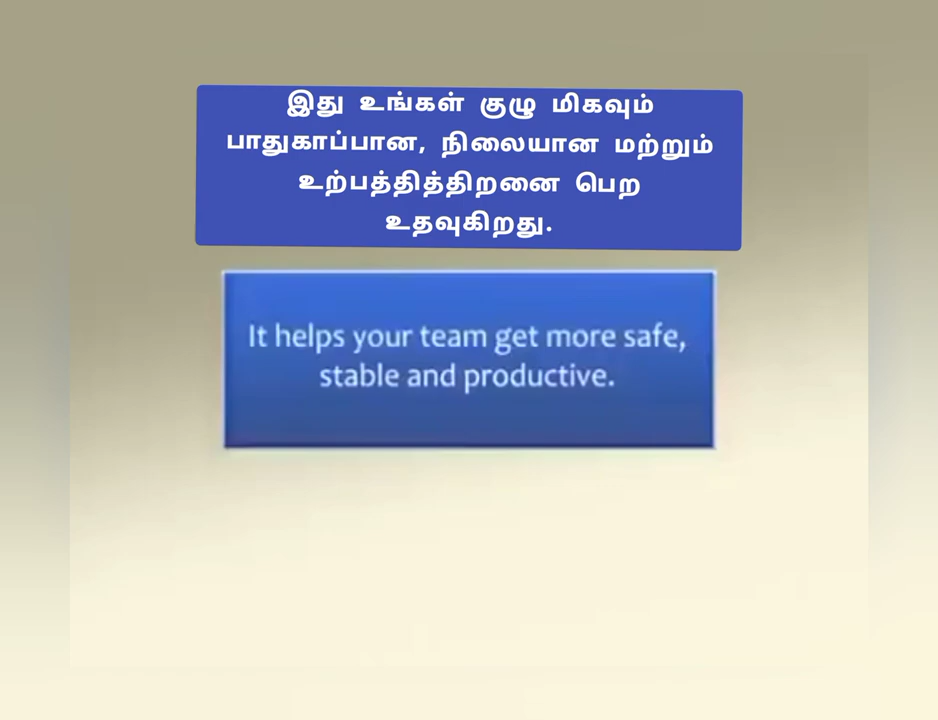 இது உங்கள் குழு மிகவும்
பாதுகாப்பான, நிலையான மற்றும்
உற்பத்தித்திறனை பெற
உதவுகிறது.
It helps your team get more safe,
stable and productive.